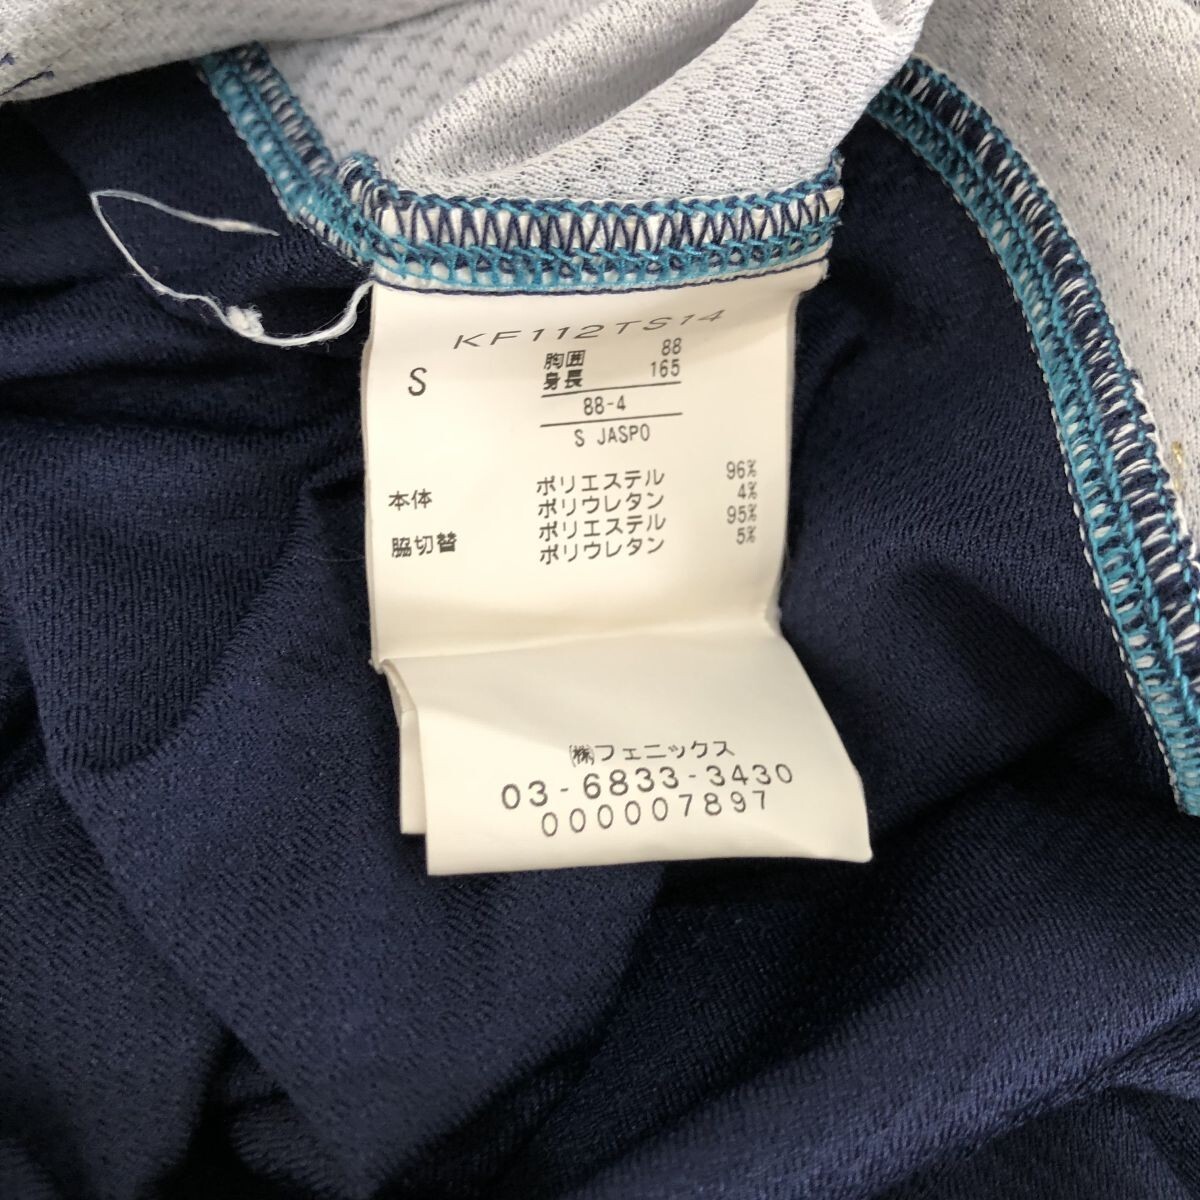 KF112TS14
S
胸囲 88
身長 165
88-4
S JASPO
本体 ポリエステル 96%
ポリウレタン 4%
脇切替 ポリエステル 95%
ポリウレタン 5%
㈱フェニックス
03-6833-3430
000007897